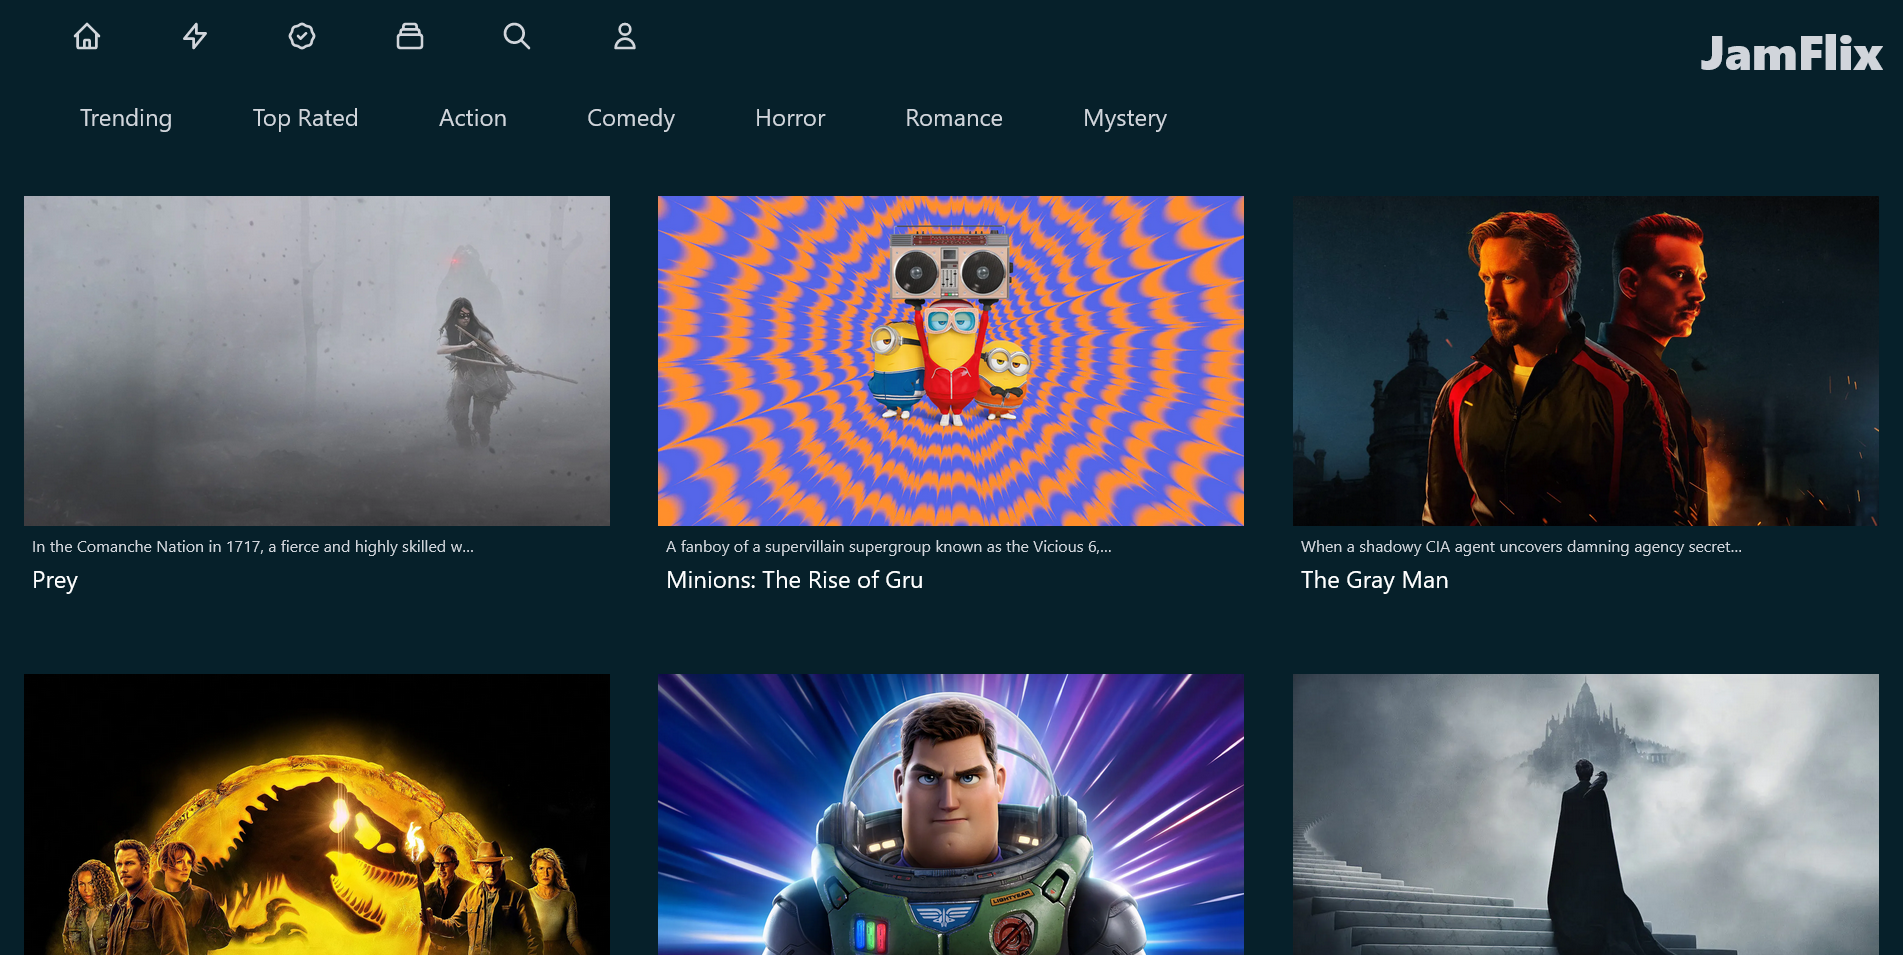 JamFlix
Trending Top Rated Action Comedy Horror Romance Mystery
In the Comanche Nation in 1717, a fierce and highly skilled w...
Prey
A fanboy of a supervillain supergroup known as the Vicious 6,...
Minions: The Rise of Gru
When a shadowy CIA agent uncovers damning agency secret...
The Gray Man
LIGHTYEAR